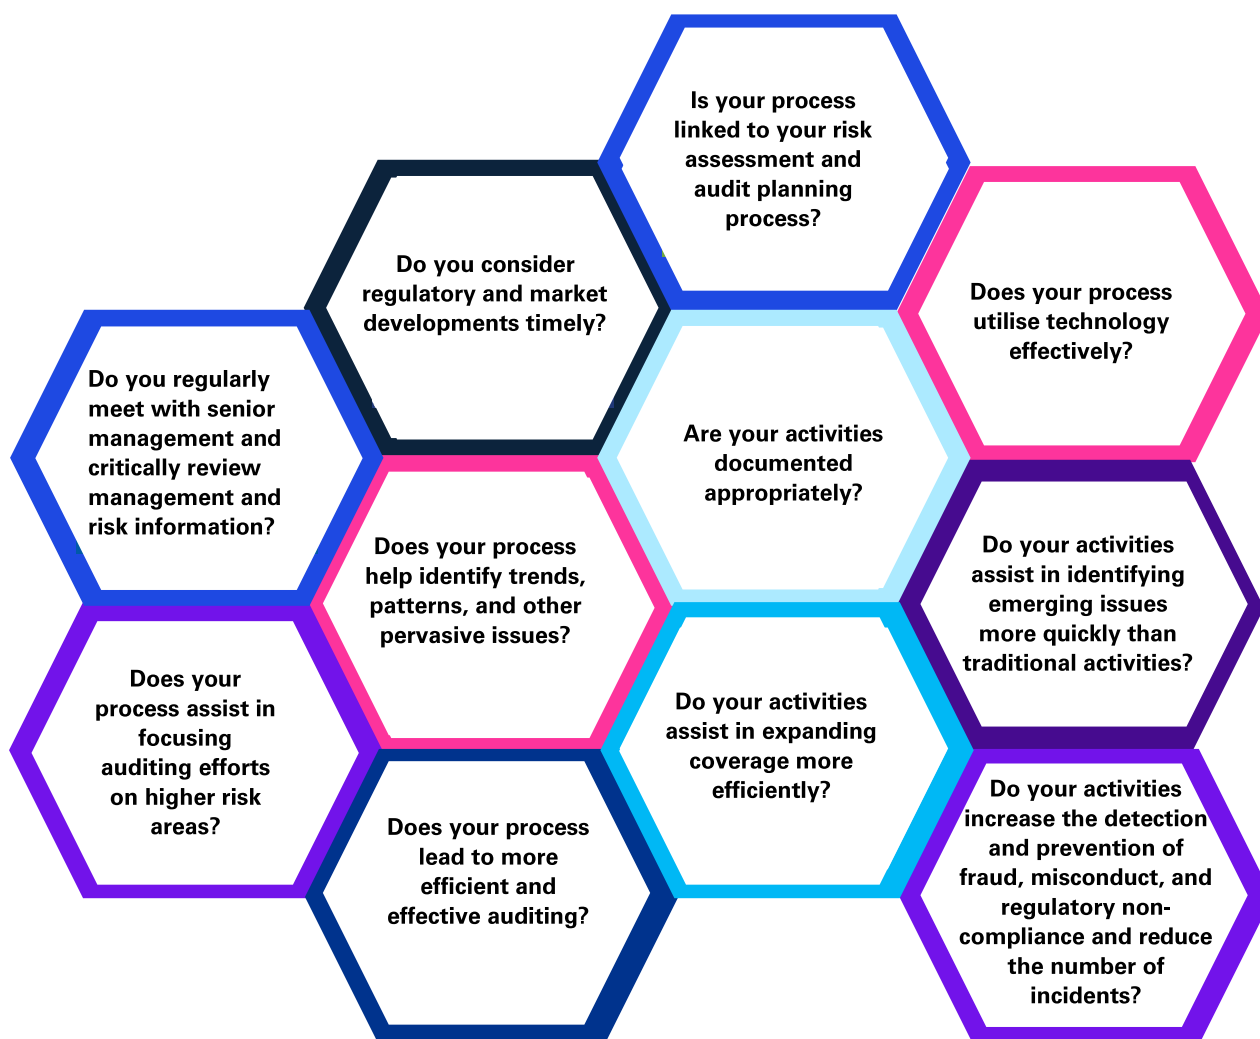 Is your process
linked to your risk
assessment and
audit planning
process?
Do you consider
regulatory and market
developments timely?
Does your process
utilise technology
effectively?
Do you regularly
meet with senior
management and
critically review
management and
risk information?
Are your activities
documented
appropriately?
Does your process
help identify trends,
patterns, and other
pervasive issues?
Do your activities
assist in identifying
emerging issues
more quickly than
traditional activities?
Does your
process assist in
focusing
auditing efforts
on higher risk
areas?
Do your activities
assist in expanding
coverage more
efficiently?
Does your process
lead to more
efficient and
effective auditing?
Do your activities
increase the detection
and prevention of
fraud, misconduct, and
regulatory non-
compliance and reduce
the number of
incidents?